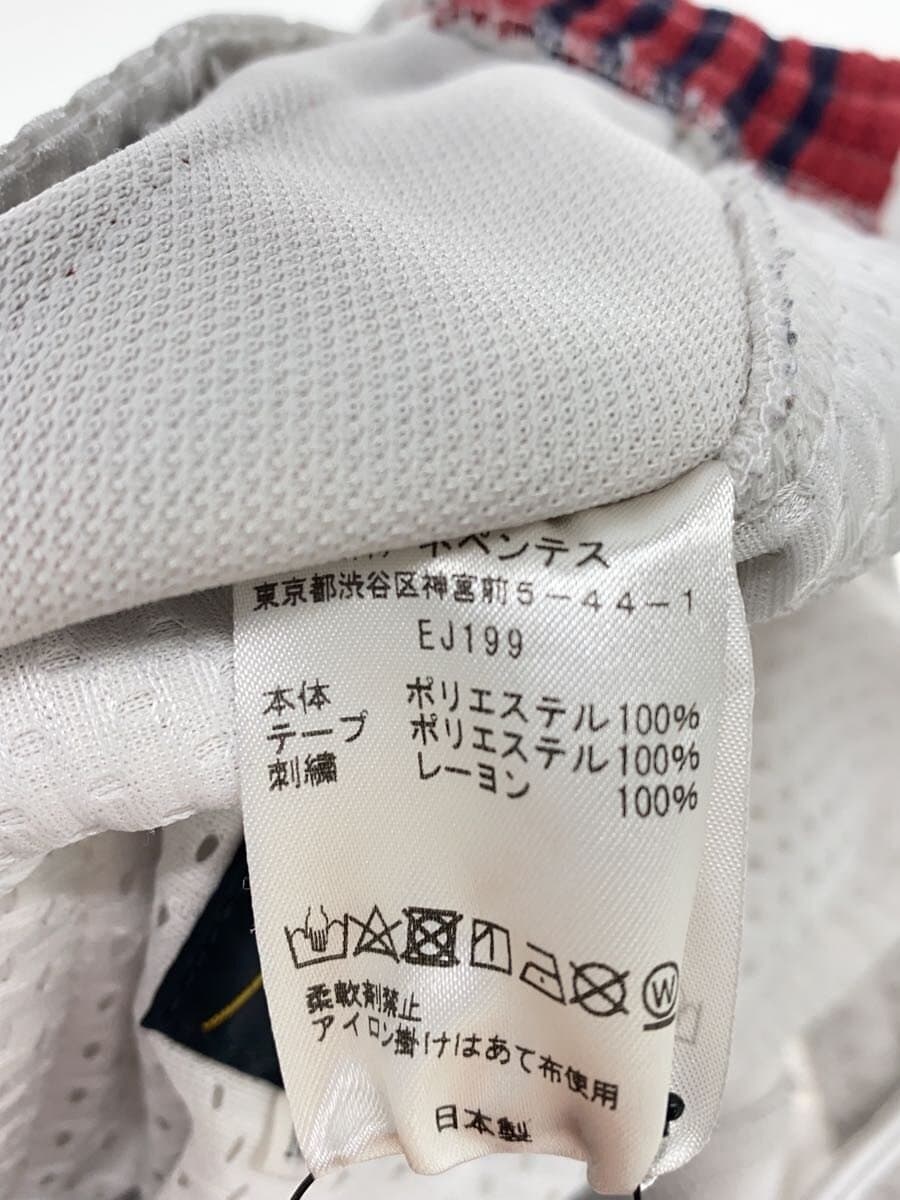 ネペンテス
東京都渋谷区神宮前5-44-1
EJ199
本体 ポリエステル100%
テープ ポリエステル100%
刺繍 レーヨン 100%
W
柔軟剤禁止
アイロン掛けはあて布使用
日本製